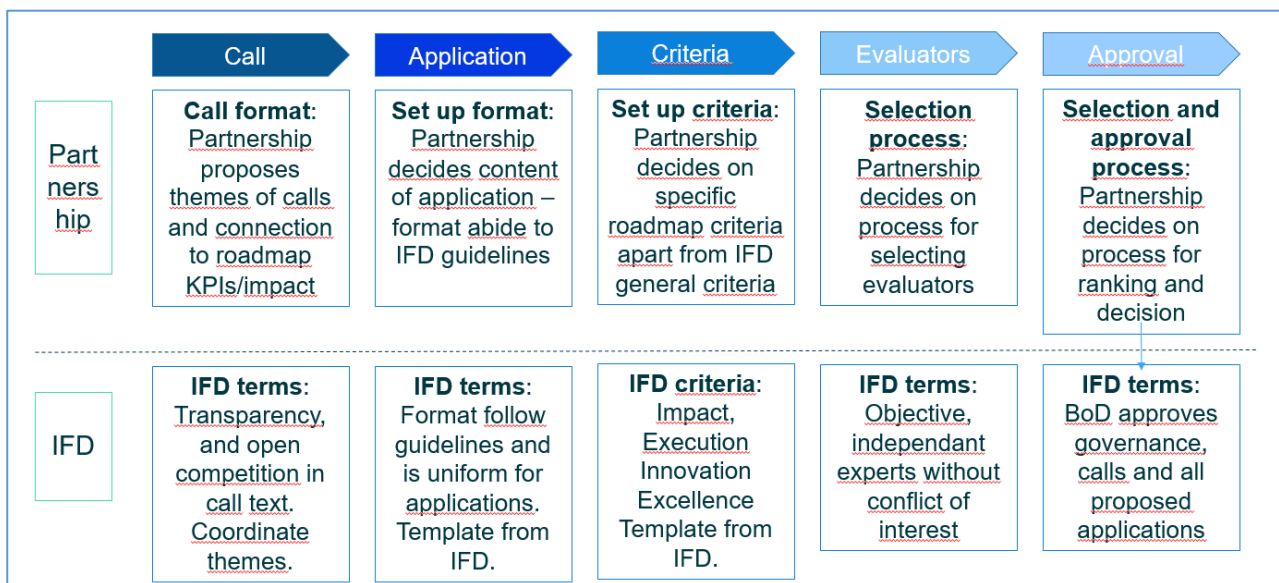 Call
Application
Criteria
Evaluators
Approval
Part
ners
hip
Call format:
Partnership
proposes
themes of calls
and connection
to roadmap
KPIs/impact
Set up format:
Partnership
decides content
of application –
format abide to
IFD guidelines
Set up criteria:
Partnership
decides on
specific
roadmap criteria
apart from IFD
general criteria
Selection
process:
Partnership
decides on
process for
selecting
evaluators
Selection and
approval
process:
Partnership
decides on
process for
ranking and
decision
IFD
IFD terms:
Transparency,
and open
competition in
call text.
Coordinate
themes.
IFD terms:
Format follow
guidelines and
is uniform for
applications.
Template from
IFD.
IFD criteria:
Impact,
Execution
Innovation
Excellence
Template from
IFD.
IFD terms:
Objective,
independant
experts without
conflict of
interest
IFD terms:
BoD approves
governance,
calls and all
proposed
applications